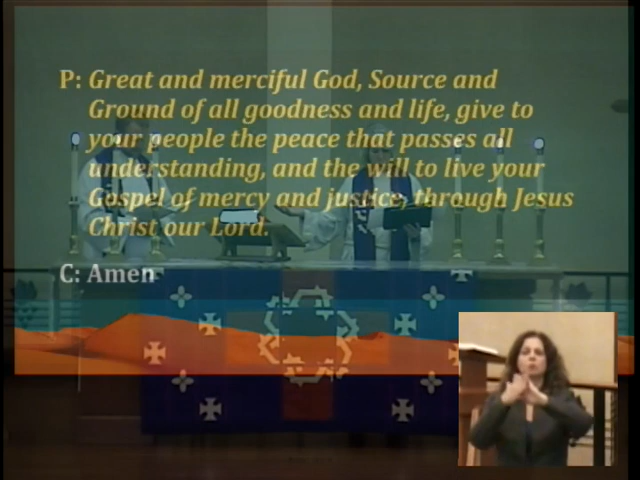 P: Great and merciful God, Source and
Ground of all goodness and life, give to
your people the peace that passes all
understanding, and the will to live your
Gospel of mercy and justice, through Jesus
Christ our Lord.
C: Amen